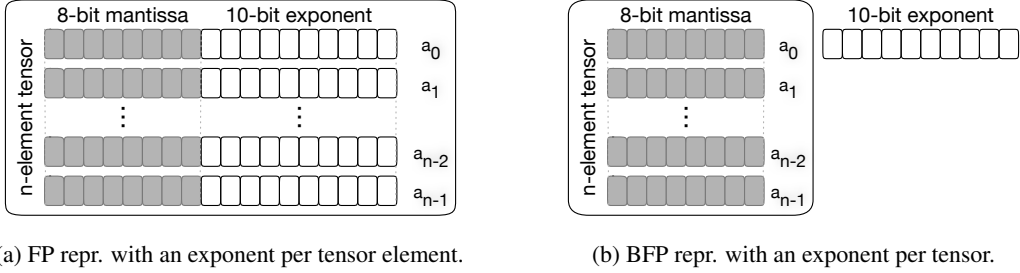 8-bit mantissa 10-bit exponent
n-element tensor
a0
a1
⋮ ⋮
an-2
an-1
8-bit mantissa 10-bit exponent
n-element tensor
a0
a1
⋮
an-2
an-1
a) FP repr. with an exponent per tensor element.
(b) BFP repr. with an exponent per tensor.